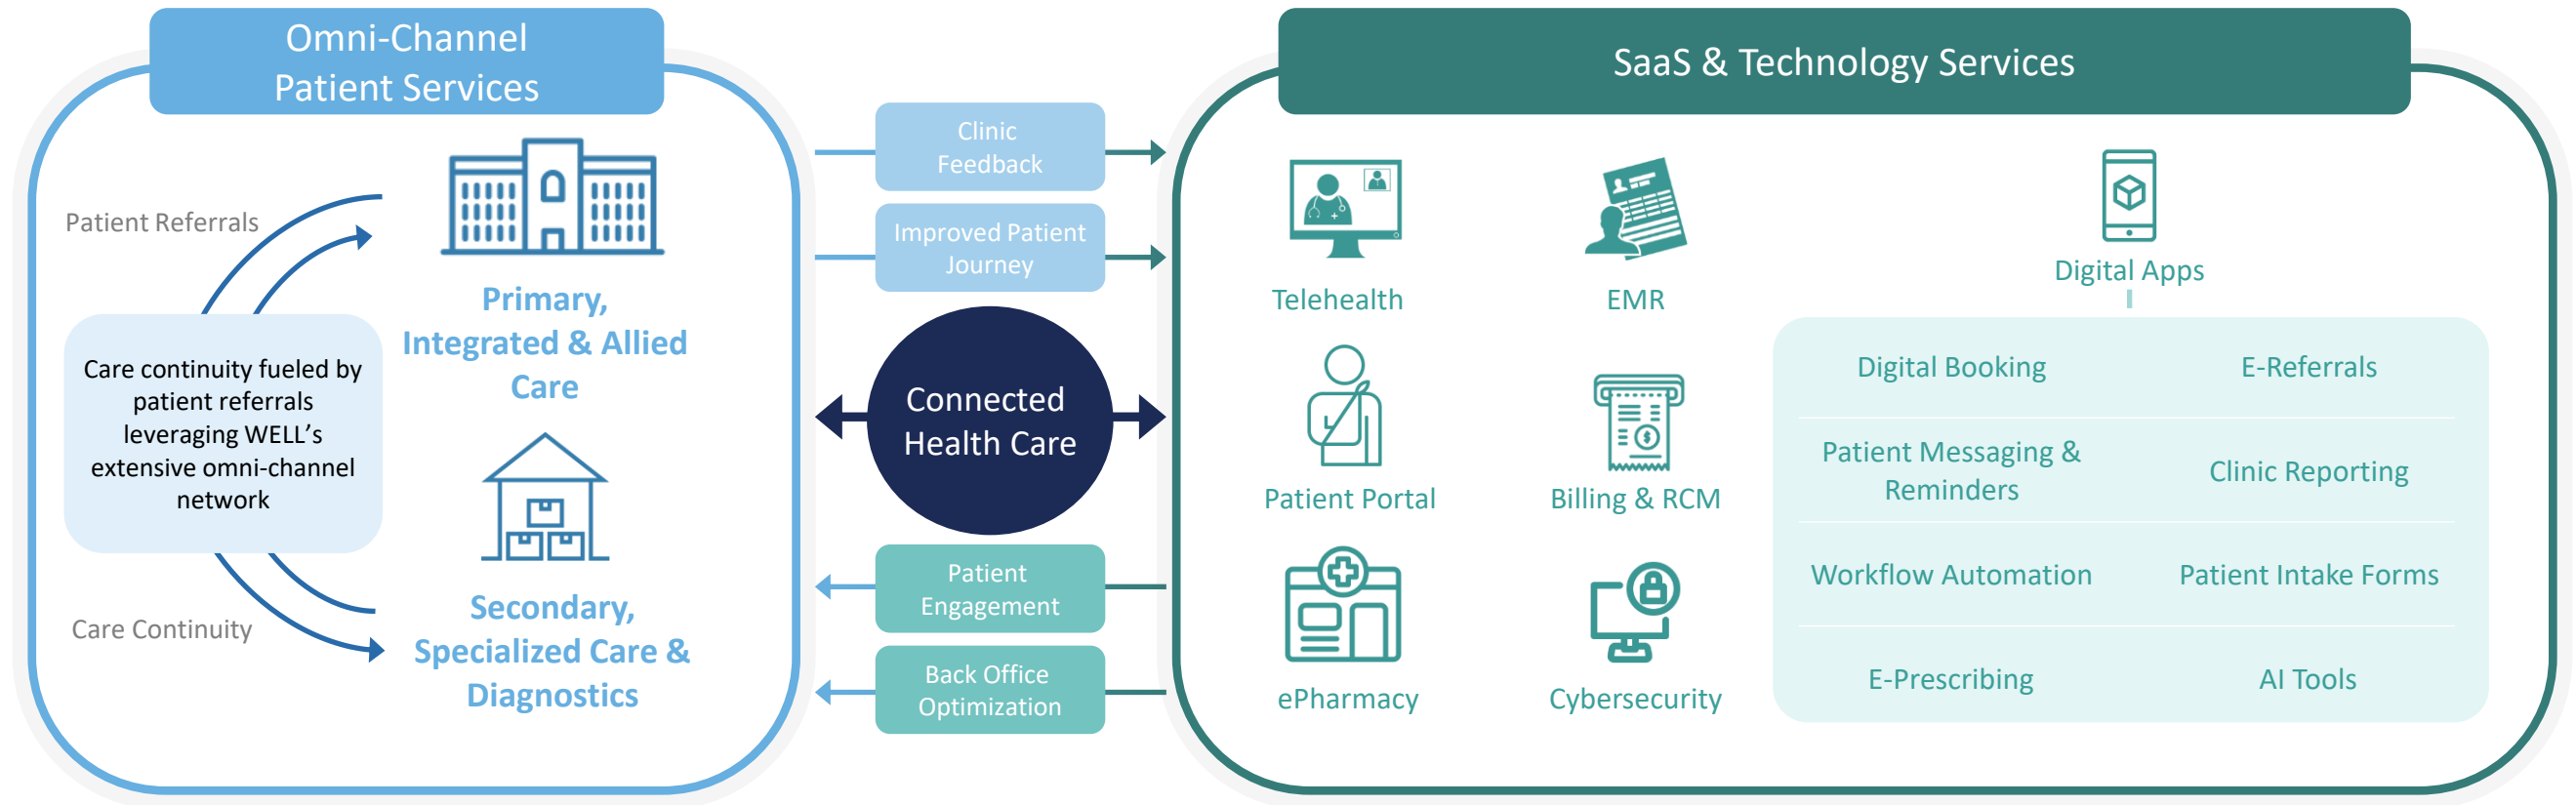 Omni-Channel
Patient Services
Patient Referrals
Primary,
Integrated & Allied
Care
Care continuity fueled by
patient referrals
leveraging WELL’s
extensive omni-channel
network
Secondary,
Specialized Care &
Diagnostics
Care Continuity
Clinic
Feedback
Improved Patient
Journey
Connected
Health Care
Patient
Engagement
Back Office
Optimization
SaaS & Technology Services
Telehealth
EMR
Digital Apps
Patient Portal
Billing & RCM
ePharmacy
Cybersecurity
Digital Booking
E-Referrals
Patient Messaging &
Reminders
Clinic Reporting
Workflow Automation
Patient Intake Forms
E-Prescribing
AI Tools